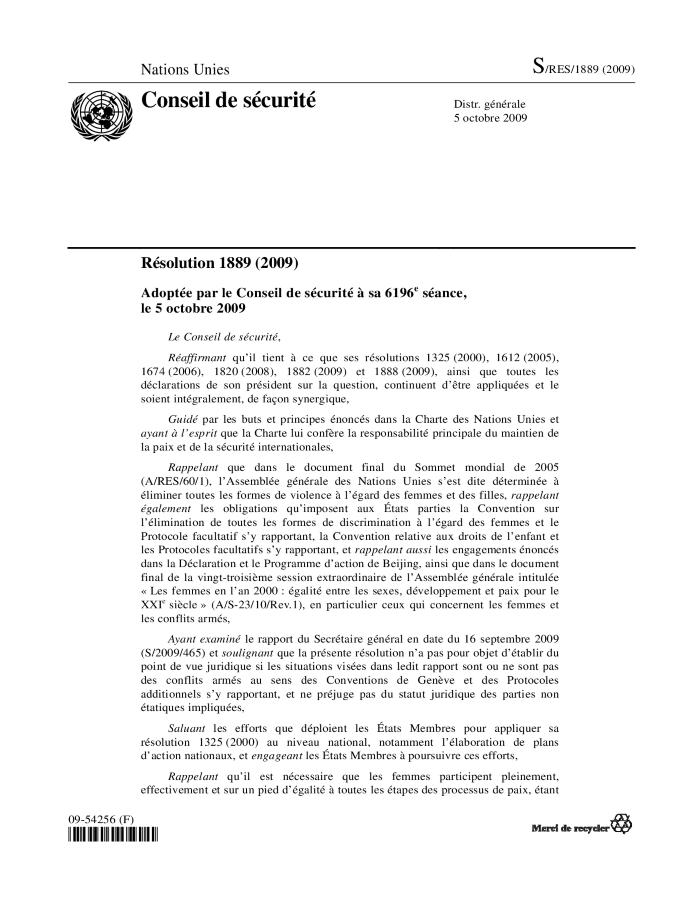 Nations Unies
S/RES/1889 (2009)
Conseil de sécurité
Distr. générale
5 octobre 2009
Résolution 1889 (2009)
Adoptée par le Conseil de sécurité à sa 6196e séance,
le 5 octobre 2009
Le Conseil de sécurité,
Réaffirmant qu’il tient à ce que ses résolutions 1325 (2000), 1612 (2005),
1674 (2006), 1820 (2008), 1882 (2009) et 1888 (2009), ainsi que toutes les
déclarations de son président sur la question, continuent d’être appliquées et le
soient intégralement, de façon synergique,
Guidé par les buts et principes énoncés dans la Charte des Nations Unies et
ayant à l’esprit que la Charte lui confère la responsabilité principale du maintien de
la paix et de la sécurité internationales,
Rappelant que dans le document final du Sommet mondial de 2005
(A/RES/60/1), l’Assemblée générale des Nations Unies s’est dite déterminée à
éliminer toutes les formes de violence à l’égard des femmes et des filles, rappelant
également les obligations qu’imposent aux États parties la Convention sur
l’élimination de toutes les formes de discrimination à l’égard des femmes et le
Protocole facultatif s’y rapportant, la Convention relative aux droits de l’enfant et
les Protocoles facultatifs s’y rapportant, et rappelant aussi les engagements énoncés
dans la Déclaration et le Programme d’action de Beijing, ainsi que dans le document
final de la vingt-troisième session extraordinaire de l’Assemblée générale intitulée
« Les femmes en l’an 2000 : égalité entre les sexes, développement et paix pour le
XXIe siècle » (A/S-23/10/Rev.1), en particulier ceux qui concernent les femmes et
les conflits armés,
Ayant examiné le rapport du Secrétaire général en date du 16 septembre 2009
(S/2009/465) et soulignant que la présente résolution n’a pas pour objet d’établir du
point de vue juridique si les situations visées dans ledit rapport sont ou ne sont pas
des conflits armés au sens des Conventions de Genève et des Protocoles
additionnels s’y rapportant, et ne préjuge pas du statut juridique des parties non
étatiques impliquées,
Saluant les efforts que déploient les États Membres pour appliquer sa
résolution 1325 (2000) au niveau national, notamment l’élaboration de plans
d’action nationaux, et engageant les États Membres à poursuivre ces efforts,
Rappelant qu’il est nécessaire que les femmes participent pleinement,
effectivement et sur un pied d’égalité à toutes les étapes des processus de paix, étant
09-54256 (F)
Merci de recycler